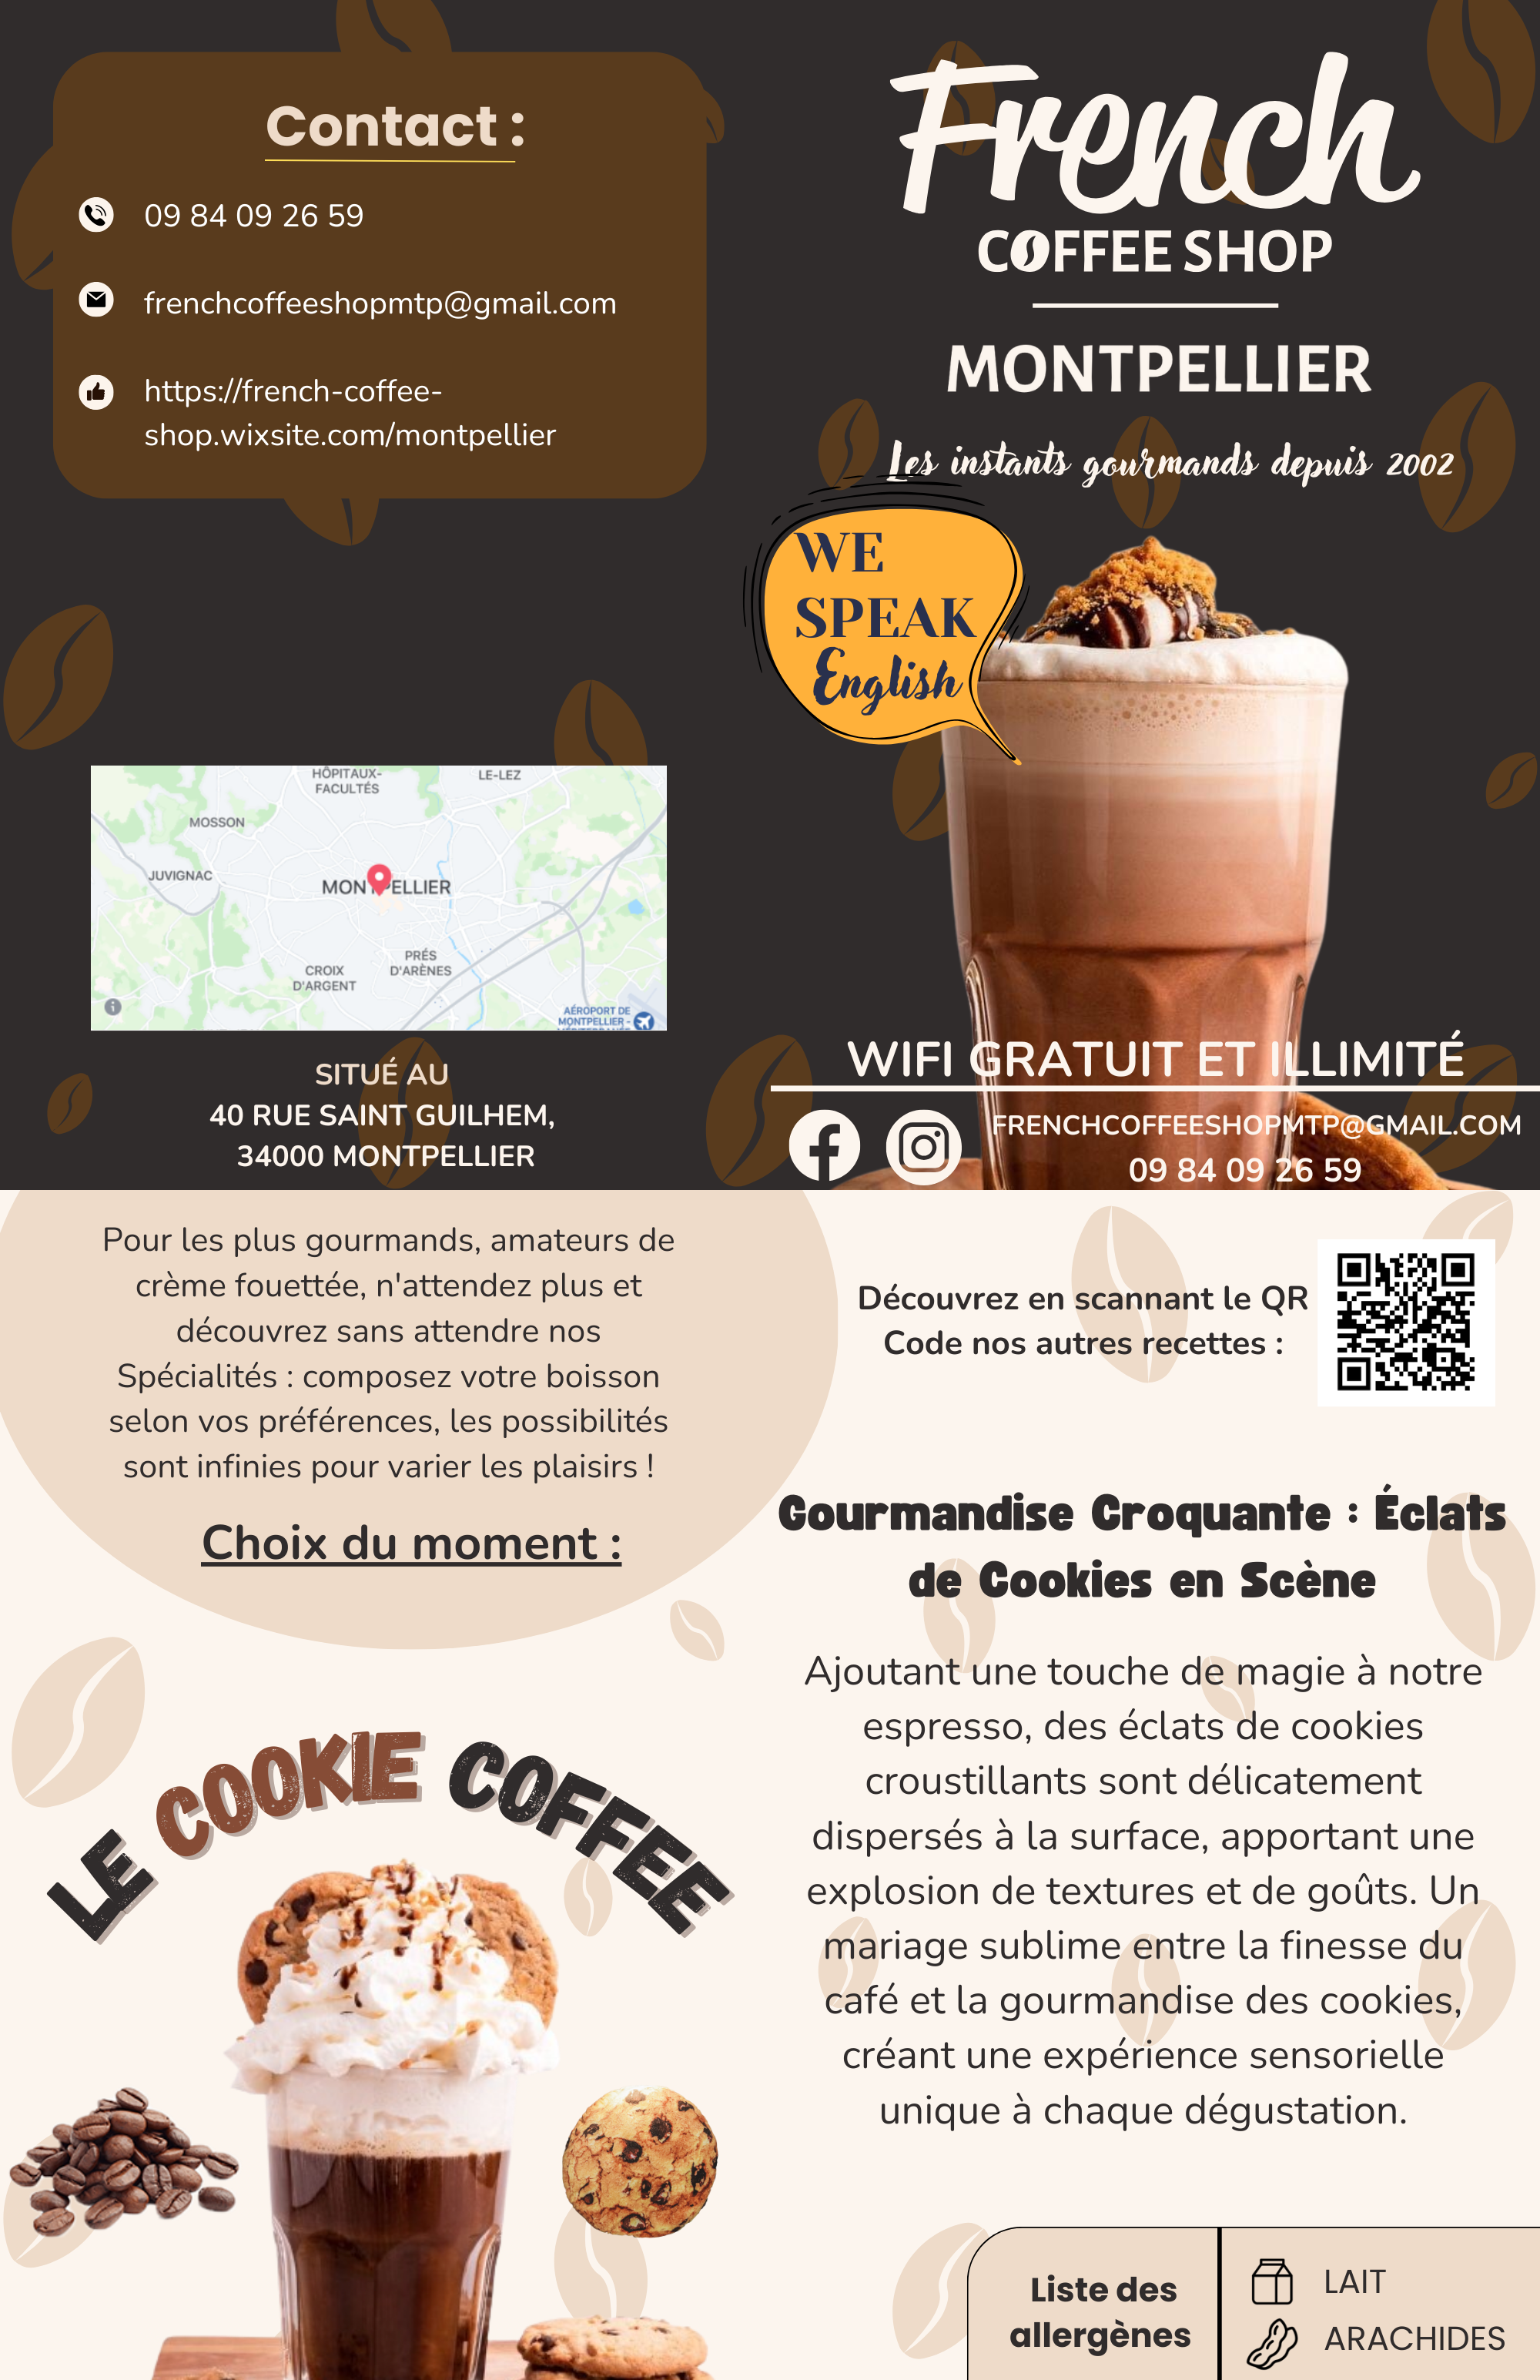 Contact :
09 84 09 26 59
frenchcoffeeshopmtp@gmail.com
https://french-coffee-
shop.wixsite.com/montpellier
HÔPITAUX-
FACULTÉS
LE-LEZ
MOSSON
JUVIGNAC
MONTPELLIER
PRÉS
D'ARÈNES
CROIX
D'ARGENT
AÉROPORT DE
MONTPELLIER -
SITUÉ AU
40 RUE SAINT GUILHEM,
34000 MONTPELLIER
French
COFFEE SHOP
MONTPELLIER
Les instants gourmands depuis 2002
WE
SPEAK
English
WIFI GRATUIT ET ILLIMITÉ
FRENCHCOFFEESHOPMTP@GMAIL.COM
09 84 09 26 59
Pour les plus gourmands, amateurs de
crème fouettée, n'attendez plus et
découvrez sans attendre nos
Spécialités : composez votre boisson
selon vos préférences, les possibilités
sont infinies pour varier les plaisirs !
Choix du moment :
LE COOKIE COFFEE
Découvrez en scannant le QR
Code nos autres recettes :
Gourmandise Croquante : Éclats
de Cookies en Scène
Ajoutant une touche de magie à notre
espresso, des éclats de cookies
croustillants sont délicatement
dispersés à la surface, apportant une
explosion de textures et de goûts. Un
mariage sublime entre la finesse du
café et la gourmandise des cookies,
créant une expérience sensorielle
unique à chaque dégustation.
Liste des
allergènes
LAIT
ARACHIDES